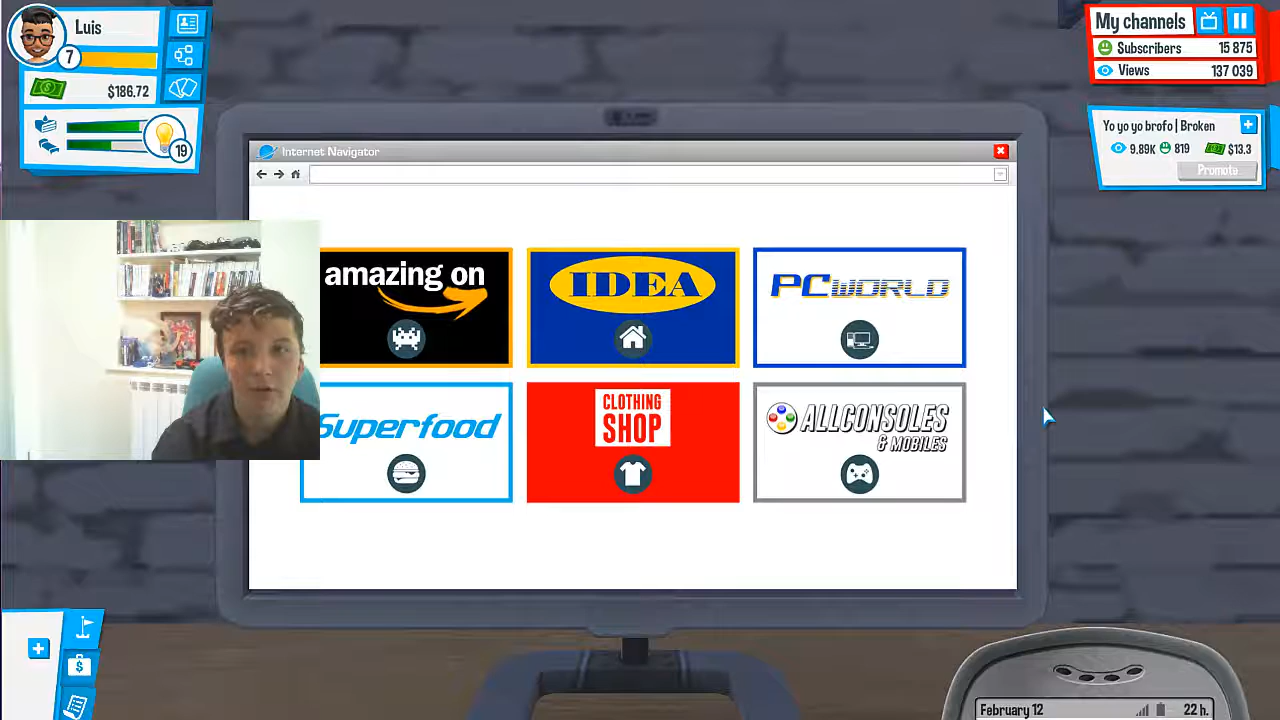 Luis
7
$186.72
19
My channels
Subscribers 15 875
Views 137 039
Yo yo yo brofo | Broken
9.89K 819 $13.3
Promote
Internet Navigator
amazing on
IDEA
PCWORLD
Superfood
CLOTHING
SHOP
ALLCONSOLES
& MOBILES
February 12 22 h.